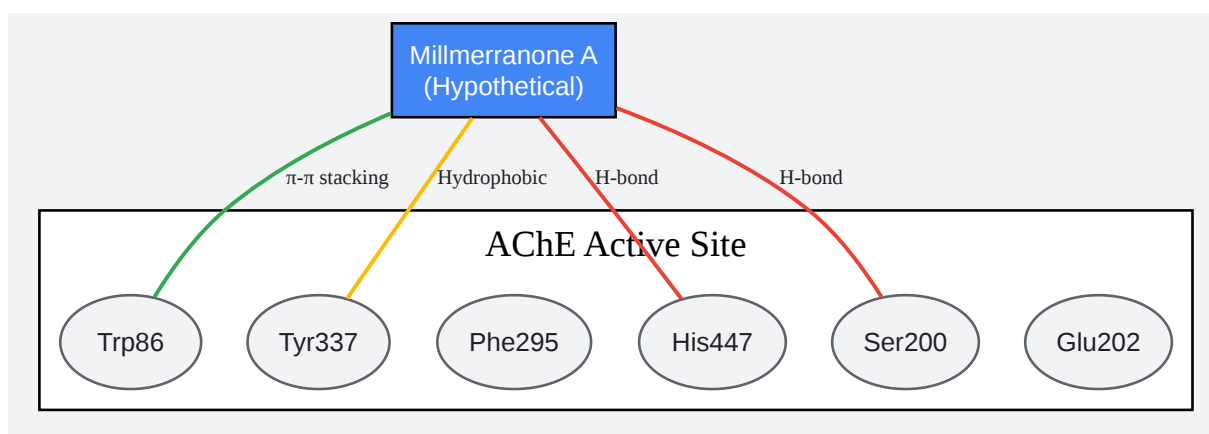 Millmerranone A
(Hypothetical)
π-π stacking
Hydrophobic
H-bond
H-bond
AChE Active Site
Trp86
Tyr337
Phe295
His447
Ser200
Glu202